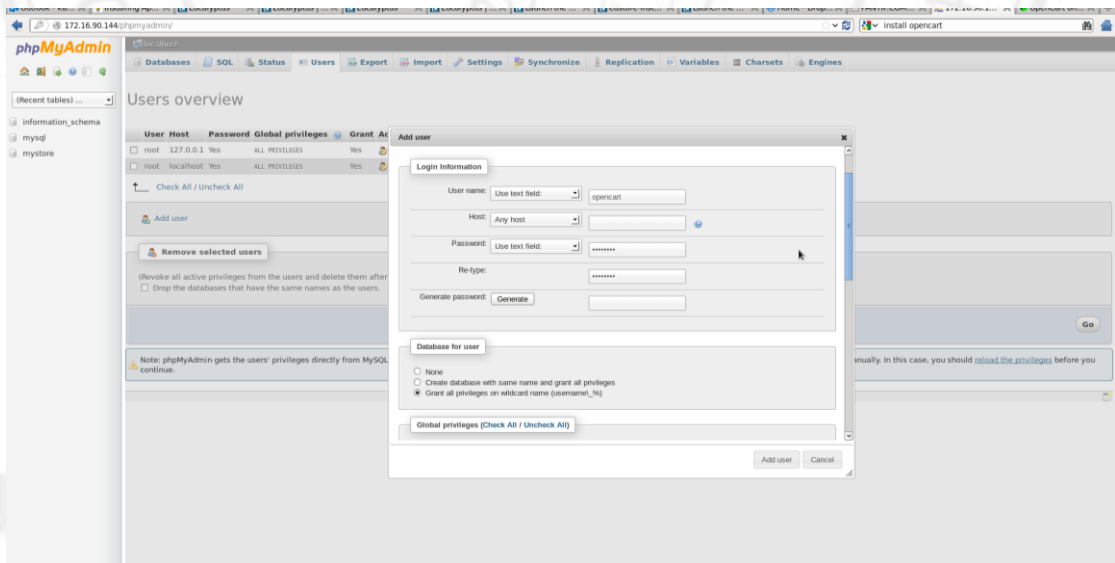 172.16.90.144/phpmyadmin/
install opencart
phpMyAdmin
localhost
Databases SQL Status Users Export Import Settings Synchronize Replication Variables Charsets Engines
(Recent tables) ...
information_schema
mysql
mystore
Users overview
User Host Password Global privileges Grant Ac
root 127.0.0.1 Yes ALL PRIVILEGES Yes
root localhost Yes ALL PRIVILEGES Yes
Check All / Uncheck All
Add user
Remove selected users
(Revoke all active privileges from the users and delete them after
Drop the databases that have the same names as the users.
Go
Note: phpMyAdmin gets the users' privileges directly from MySQL
anually. In this case, you should reload the privileges before you
continue.
Add user
Login Information
User name: Use text field: opencart
Host: Any host
Password: Use text field: ••••••••
Re-type: ••••••••
Generate password: Generate
Database for user
None
Create database with same name and grant all privileges
Grant all privileges on wildcard name (username\_%)
Global privileges (Check All / Uncheck All)
Add user Cancel